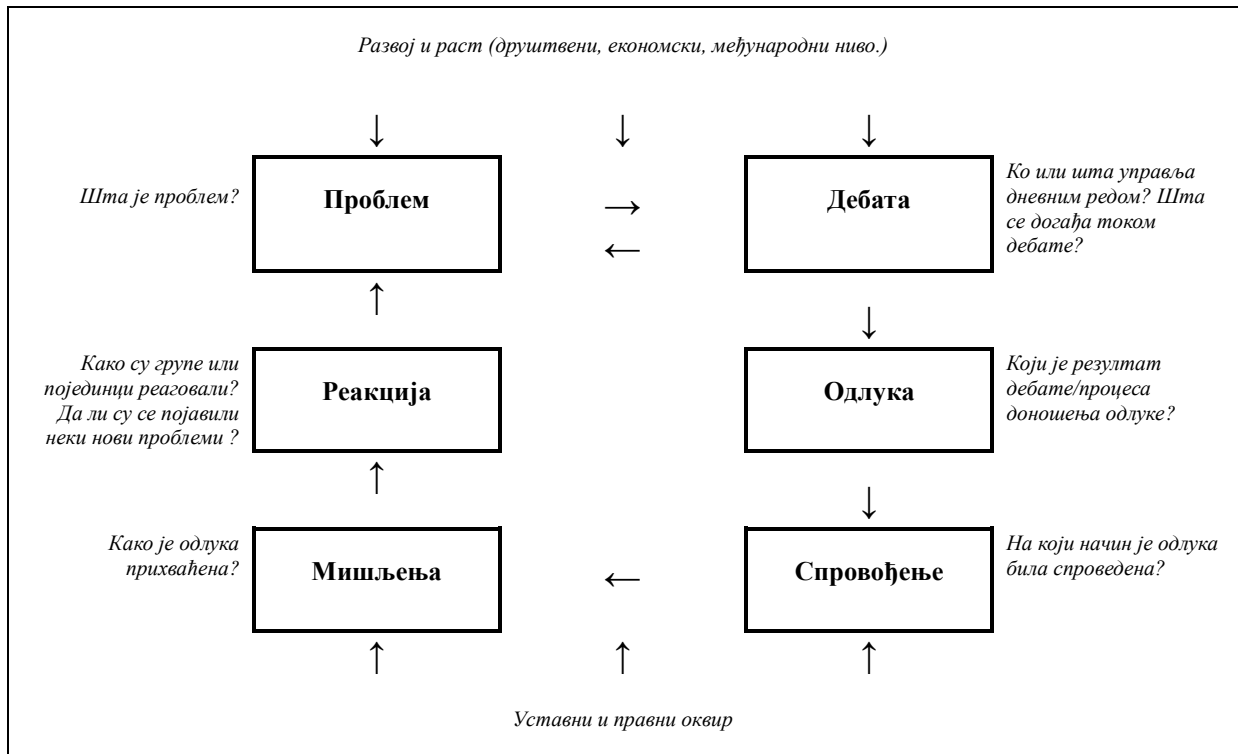 Развој и раст (друштвени, економски, међународни ниво.)
↓ ↓ ↓
Шта је проблем?
Проблем
→
←
Дебата
Ко или шта управља
дневним редом? Шта
се догађа током
дебате?
↑ ↓
Како су групе или
појединци реаговали?
Да ли су се појавили
неки нови проблеми ?
Реакција
Одлука
Који је резултат
дебате/процеса
доношења одлуке?
↑ ↓
Како је одлука
прихваћена?
Мишљења
←
Спровођење
На који начин је одлука
била спроведена?
↑ ↑ ↑
Уставни и правни оквир